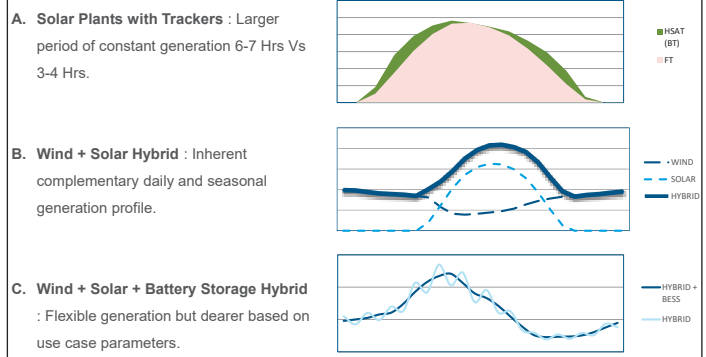 A. Solar Plants with Trackers : Larger
period of constant generation 6-7 Hrs Vs
3-4 Hrs.
HSAT
(BT)
FT
B. Wind + Solar Hybrid : Inherent
complementary daily and seasonal
generation profile.
WIND
SOLAR
HYBRID
C. Wind + Solar + Battery Storage Hybrid
: Flexible generation but dearer based on
use case parameters.
HYBRID +
BESS
HYBRID